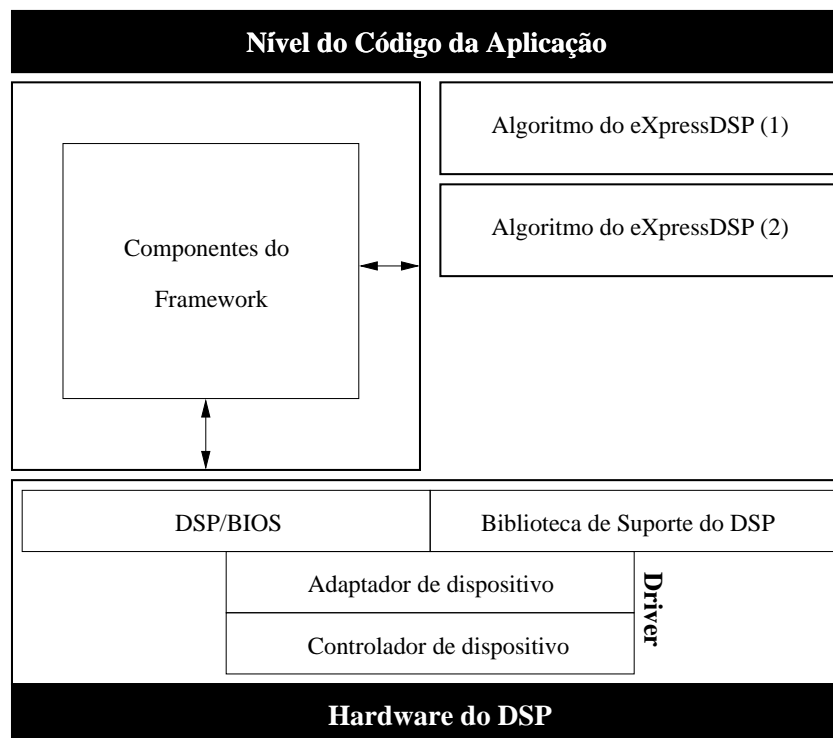 Nível do Código da Aplicação
Algoritmo do eXpressDSP (1)
Algoritmo do eXpressDSP (2)
Componentes do
Framework
DSP/BIOS
Biblioteca de Suporte do DSP
Adaptador de dispositivo
Controlador de dispositivo
Driver
Hardware do DSP